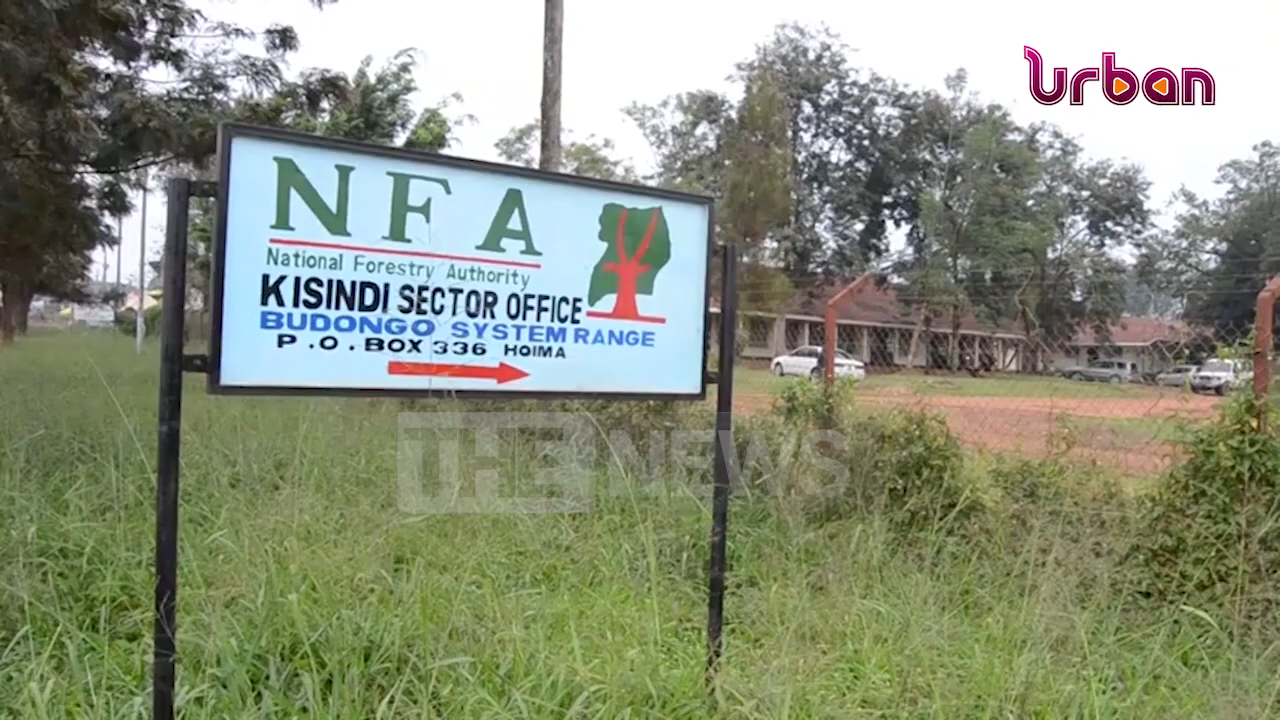 urban
NFA
National Forestry Authority
KISINDI SECTOR OFFICE
BUDONGO SYSTEM RANGE
P.O.BOX 336 HOIMA
THE NEWS